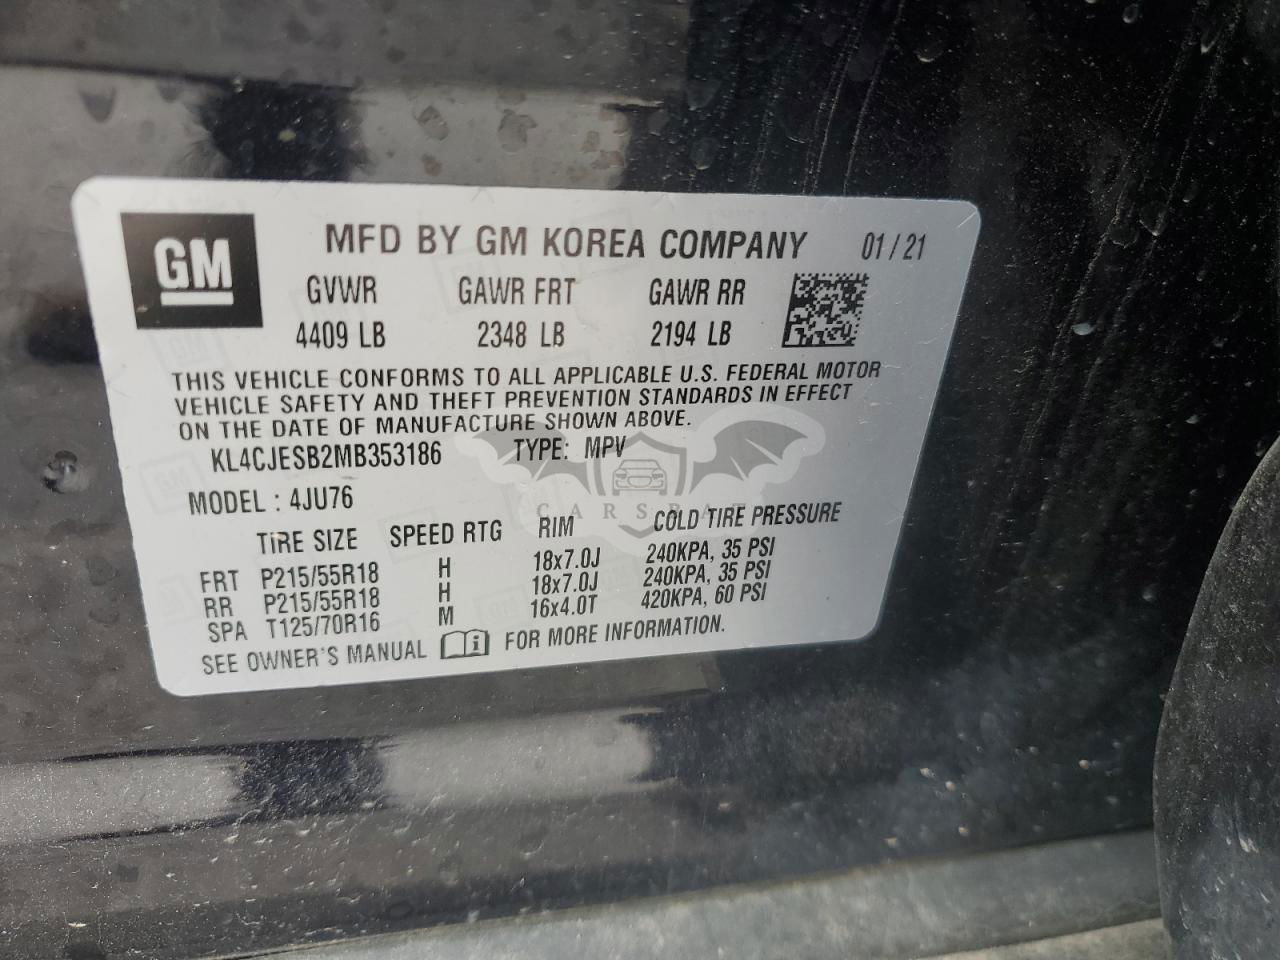 GM
MFD BY GM KOREA COMPANY 01 / 21
GVWR GAWR FRT GAWR RR
4409 LB 2348 LB 2194 LB
THIS VEHICLE CONFORMS TO ALL APPLICABLE U.S. FEDERAL MOTOR
VEHICLE SAFETY AND THEFT PREVENTION STANDARDS IN EFFECT
ON THE DATE OF MANUFACTURE SHOWN ABOVE.
KL4CJESB2MB353186 TYPE: MPV
MODEL : 4JU76
CARSBAT
TIRE SIZE SPEED RTG RIM COLD TIRE PRESSURE
FRT P215/55R18 H 18x7.0J 240KPA, 35 PSI
RR P215/55R18 H 18x7.0J 240KPA, 35 PSI
SPA T125/70R16 M 16x4.0T 420KPA, 60 PSI
SEE OWNER'S MANUAL i FOR MORE INFORMATION.